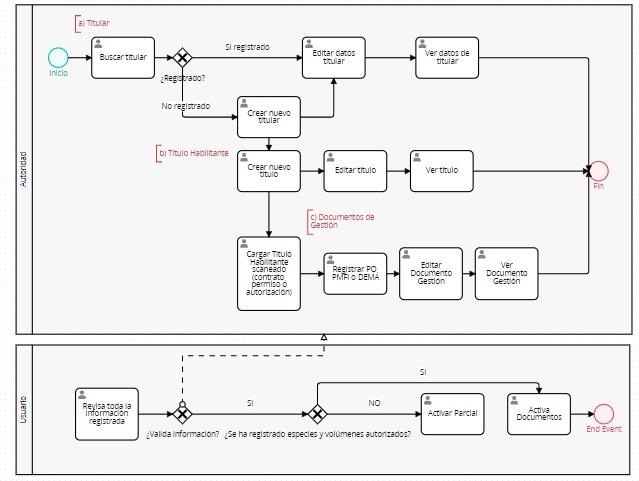 Autoridad
a) Titular
Inicio
Buscar titular
¿Registrado?
Si registrado
No registrado
Editar datos
titular
Ver datos de
titular
Crear nuevo
titular
b) Titulo Habilitante
Crear nuevo
titulo
Editar titulo
Ver titulo
Fin
c) Documentos de
Gestión
Cargar Titulo
Habilitante
scaneado
(contrato
permiso o
autorización)
Registrar PO
PMFI o DEMA
Editar
Documento
Gestión
Ver
Documento
Gestión
Usuario
Revisa toda la
información
registrada
¿Valida Información?
SI
¿Se ha registrado especies y volúmenes autorizados?
SI
NO
Activar Parcial
Activa
Documentos
End Event